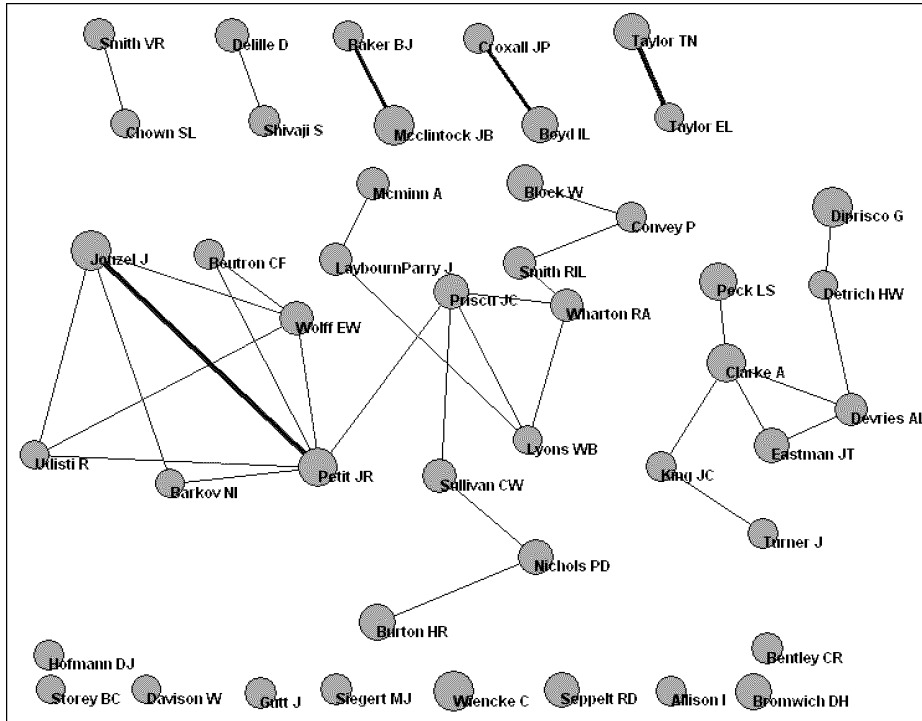 Smith VR
Delille D
Baker BJ
Croxall JP
Taylor TN
Chown SL
Shivaji S
Mcclintock JB
Boyd IL
Taylor EL
Mcminn A
Block W
Convey P
Diprisco G
Jouzel J
Boutron CF
LaybournParry J
Smith RIL
Peck LS
Detrich HW
Priscu JC
Wharton RA
Wolff EW
Clarke A
Devries AL
Lyons WB
Eastman JT
Udisti R
Barkov NI
Petit JR
Sullivan CW
King JC
Turner J
Nichols PD
Burton HR
Hofmann DJ
Bentley CR
Storey BC
Davison W
Gutt J
Siegert MJ
Wiencke C
Seppelt RD
Allison I
Bromwich DH